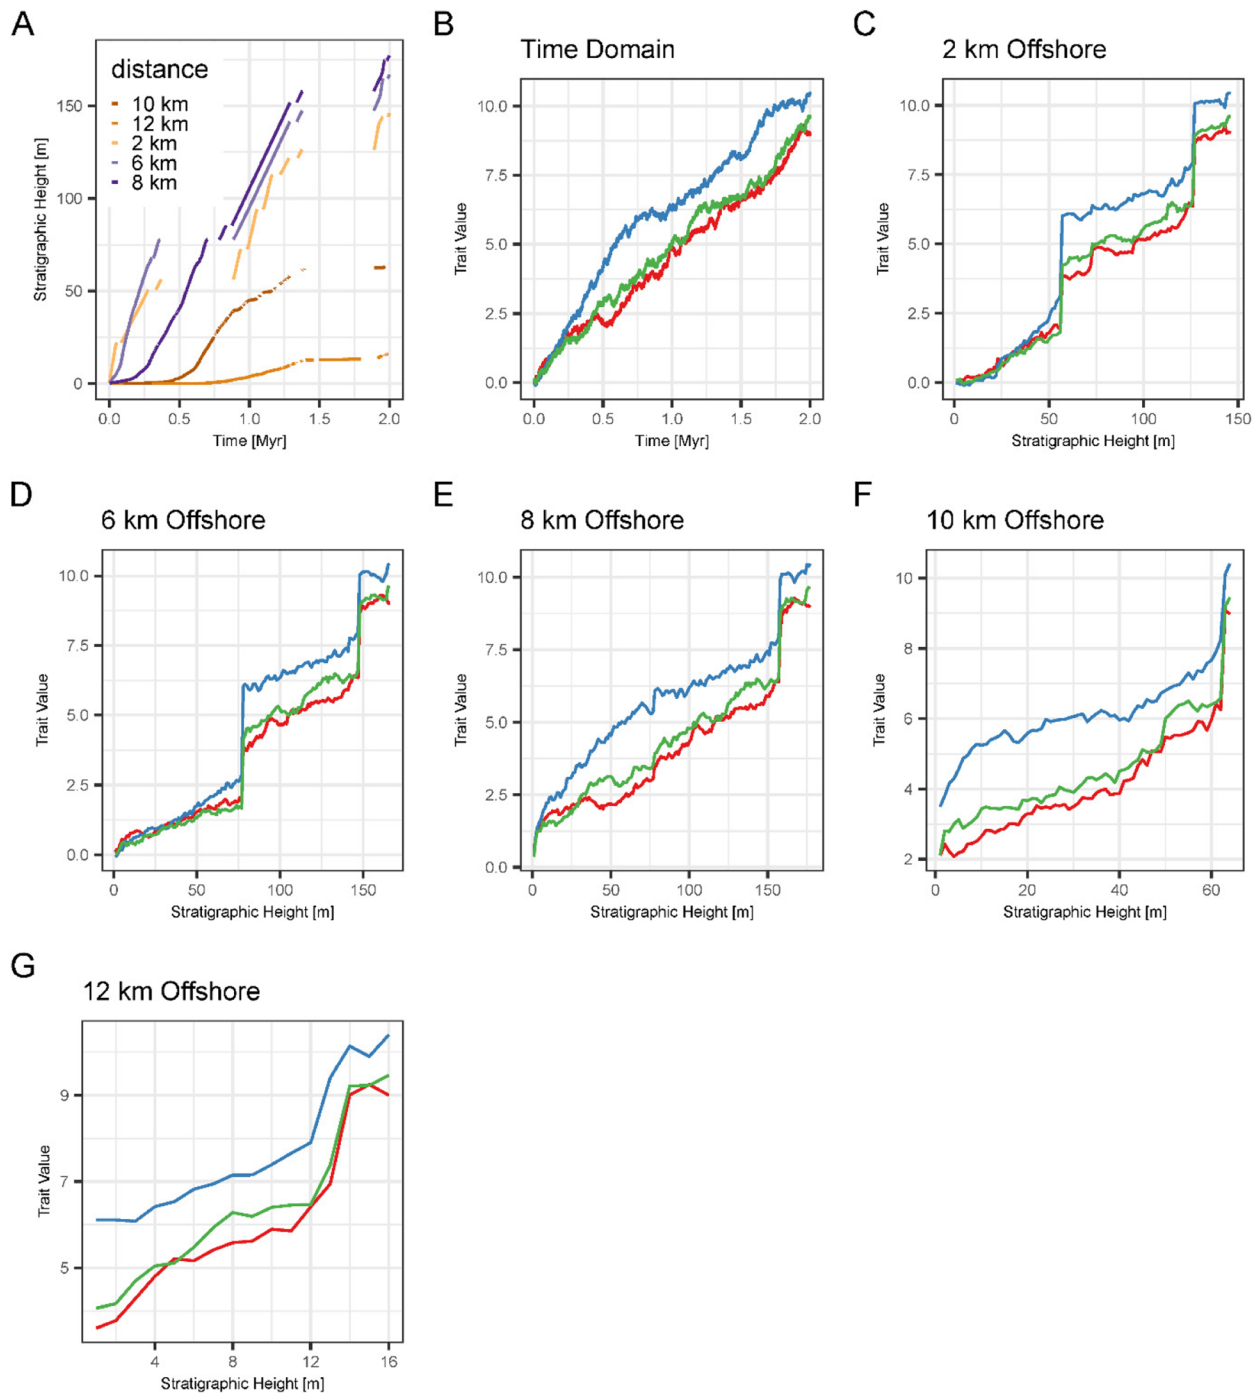 A
distance
10 km
12 km
2 km
6 km
8 km
150
100
50
0
0.0 0.5 1.0 1.5 2.0
Stratigraphic Height [m]
Time [Myr]
B
Time Domain
10.0
7.5
5.0
2.5
0.0
0.0 0.5 1.0 1.5 2.0
Trait Value
Time [Myr]
C
2 km Offshore
10.0
7.5
5.0
2.5
0.0
0 50 100 150
Trait Value
Stratigraphic Height [m]
D
6 km Offshore
10.0
7.5
5.0
2.5
0.0
0 50 100 150
Trait Value
Stratigraphic Height [m]
E
8 km Offshore
10.0
7.5
5.0
2.5
0.0
0 50 100 150
Trait Value
Stratigraphic Height [m]
F
10 km Offshore
10
8
6
4
2
0 20 40 60
Trait Value
Stratigraphic Height [m]
G
12 km Offshore
9
7
5
4 8 12 16
Trait Value
Stratigraphic Height [m]